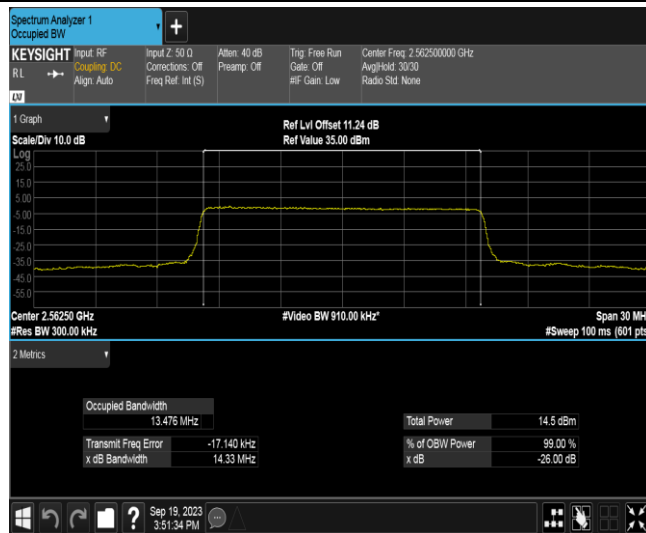 Spectrum Analyzer 1
Occupied BW
+
KEYSIGHT
RL
Input: RF
Coupling: DC
Align: Auto
Input Z: 50 Ω
Corrections: Off
Freq Ref: Int (S)
Atten: 40 dB
Preamp: Off
Trig: Free Run
Gate: Off
#IF Gain: Low
Center Freq: 2.562500000 GHz
Avg|Hold: 30/30
Radio Std: None
LXI
1 Graph
Scale/Div 10.0 dB
Ref Lvl Offset 11.24 dB
Ref Value 35.00 dBm
Log
25.0
15.0
5.00
-5.00
-15.0
-25.0
-35.0
-45.0
-55.0
Center 2.56250 GHz
#Res BW 300.00 kHz
#Video BW 910.00 kHz*
Span 30 MH
#Sweep 100 ms (601 pts
2 Metrics
Occupied Bandwidth
13.476 MHz
Transmit Freq Error -17.140 kHz
x dB Bandwidth 14.33 MHz
Total Power 14.5 dBm
% of OBW Power 99.00 %
x dB -26.00 dB
?
Sep 19, 2023
3:51:34 PM